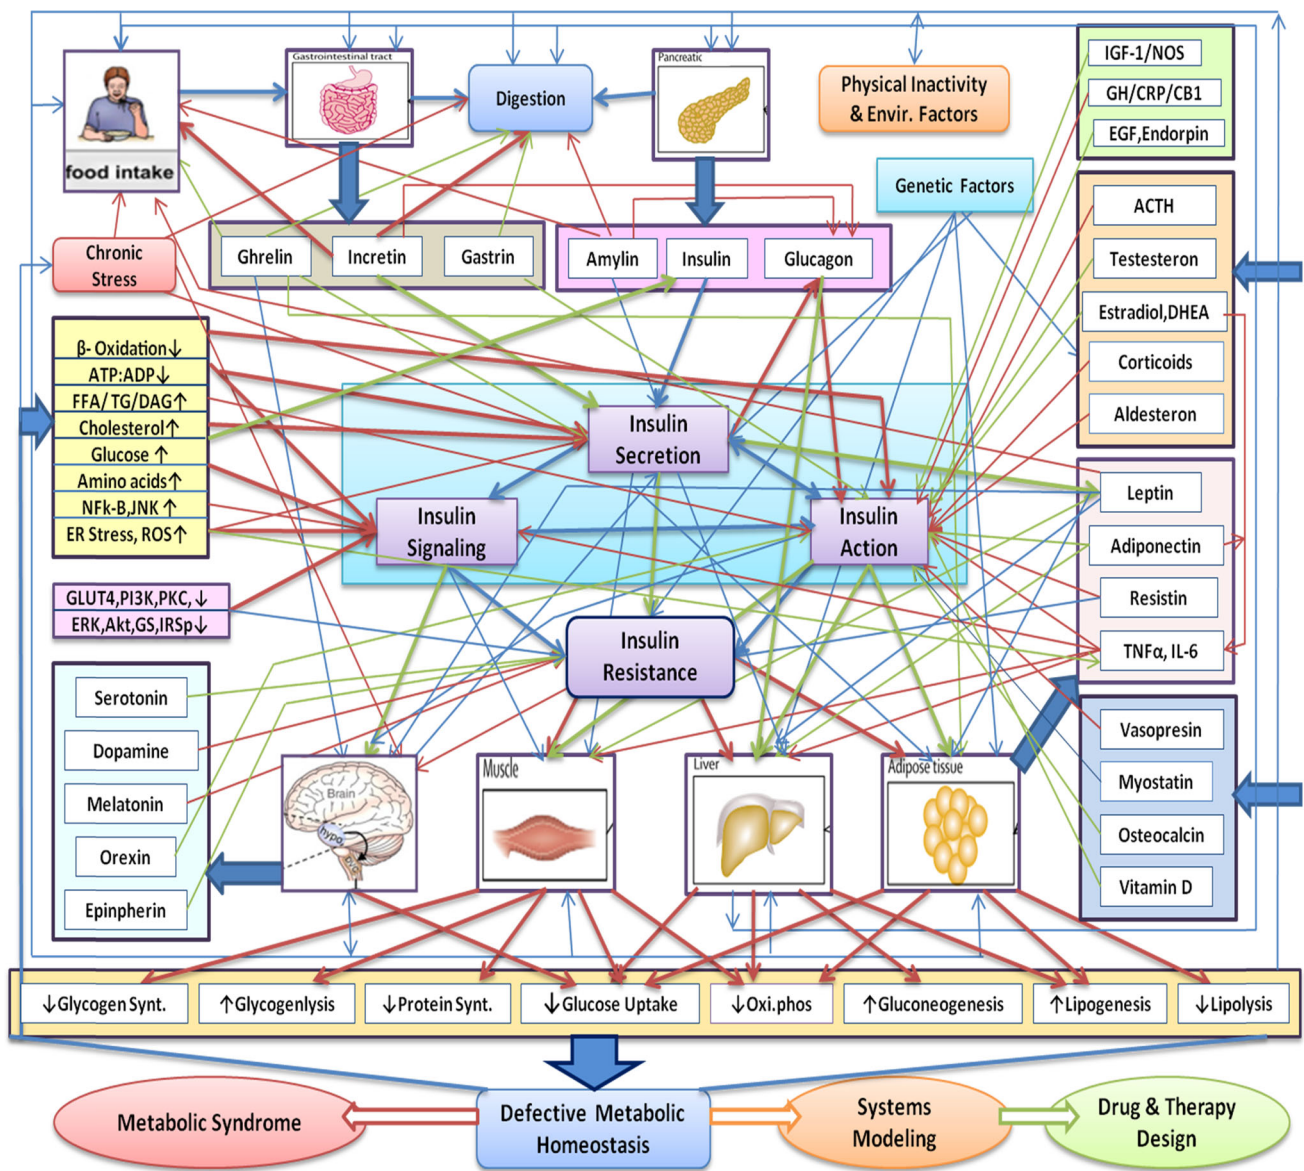 Gastrointestinal tract
Pancreatic
Digestion
Physical Inactivity
& Envir. Factors
IGF-1/NOS
GH/CRP/CB1
EGF,Endorpin
food intake
Genetic Factors
ACTH
Testesteron
Estradiol,DHEA
Corticoids
Aldesteron
Chronic
Stress
Ghrelin
Incretin
Gastrin
Amylin
Insulin
Glucagon
β- Oxidation↓
ATP:ADP↓
FFA/ TG/DAG↑
Cholesterol↑
Glucose ↑
Amino acids↑
NFk-B,JNK ↑
ER Stress, ROS↑
Insulin
Secretion
Insulin
Signaling
Insulin
Action
Leptin
Adiponectin
Resistin
TNFα, IL-6
GLUT4,PI3K,PKC, ↓
ERK,Akt,GS,IRSp↓
Insulin
Resistance
Serotonin
Dopamine
Melatonin
Orexin
Epinpherin
Brain
hypo
Muscle
Liver
Adipose tissue
Vasopresin
Myostatin
Osteocalcin
Vitamin D
↓Glycogen Synt.
↑Glycogenlysis
↓Protein Synt.
↓Glucose Uptake
↓Oxi.phos
↑Gluconeogenesis
↑Lipogenesis
↓Lipolysis
Metabolic Syndrome
Defective Metabolic
Homeostasis
Systems
Modeling
Drug & Therapy
Design